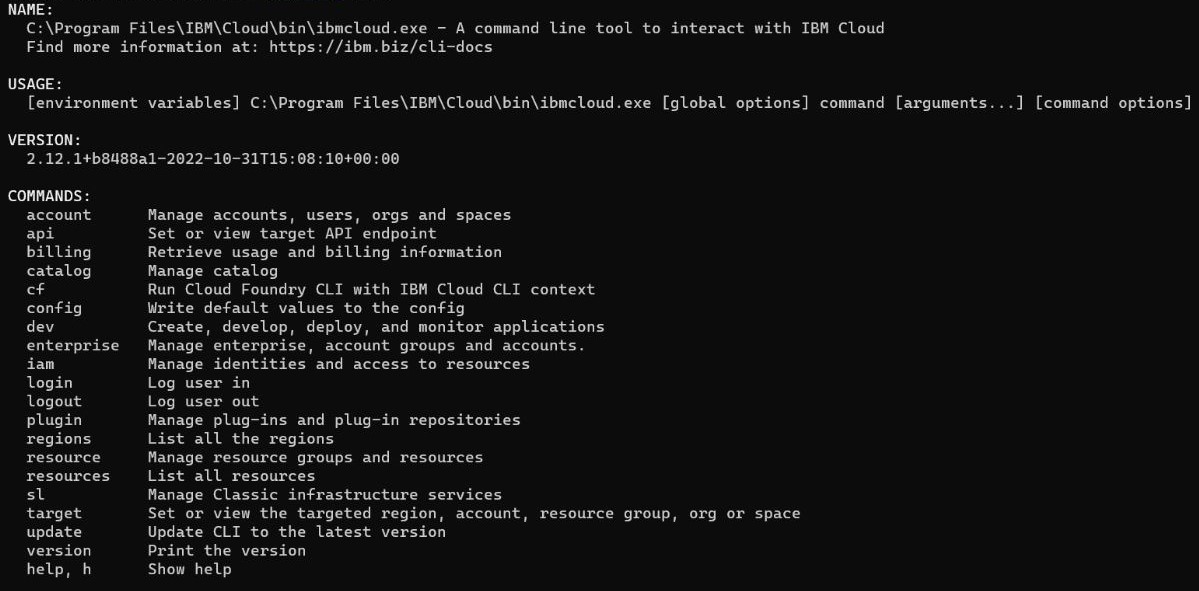 NAME:
C:\Program Files\IBM\Cloud\bin\ibmcloud.exe - A command line tool to interact with IBM Cloud
Find more information at: https://ibm.biz/cli-docs
USAGE:
[environment variables] C:\Program Files\IBM\Cloud\bin\ibmcloud.exe [global options] command [arguments...] [command options]
VERSION:
2.12.1+b8488a1-2022-10-31T15:08:10+00:00
COMMANDS:
account Manage accounts, users, orgs and spaces
api Set or view target API endpoint
billing Retrieve usage and billing information
catalog Manage catalog
cf Run Cloud Foundry CLI with IBM Cloud CLI context
config Write default values to the config
dev Create, develop, deploy, and monitor applications
enterprise Manage enterprise, account groups and accounts.
iam Manage identities and access to resources
login Log user in
logout Log user out
plugin Manage plug-ins and plug-in repositories
regions List all the regions
resource Manage resource groups and resources
resources List all resources
sl Manage Classic infrastructure services
target Set or view the targeted region, account, resource group, org or space
update Update CLI to the latest version
version Print the version
help, h Show help